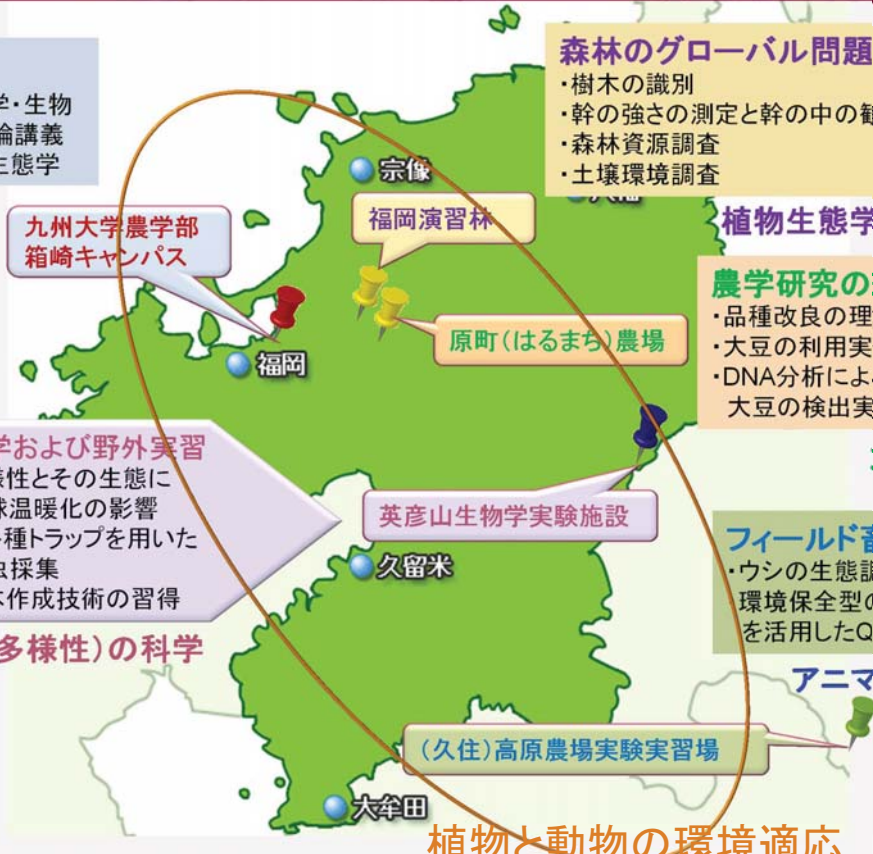 学・生物
論講義
生態学
森林のグローバル問題
・樹木の識別
・幹の強さの測定と幹の中の観
・森林資源調査
・土壌環境調査
宗像
九州大学農学部
箱崎キャンパス
福岡演習林
植物生態学
農学研究の
・品種改良の理
・大豆の利用実
・DNA分析によ
大豆の検出実
原町(はるまち)農場
福岡
学および野外実習
様性とその生態に
球温暖化の影響
各種トラップを用いた
虫採集
本作成技術の習得
多様性)の科学
英彦山生物学実験施設
久留米
フィールド畜
・ウシの生態調
環境保全型の
を活用したQ
アニマ
(久住)高原農場実験実習場
大牟田
植物と動物の環境適応